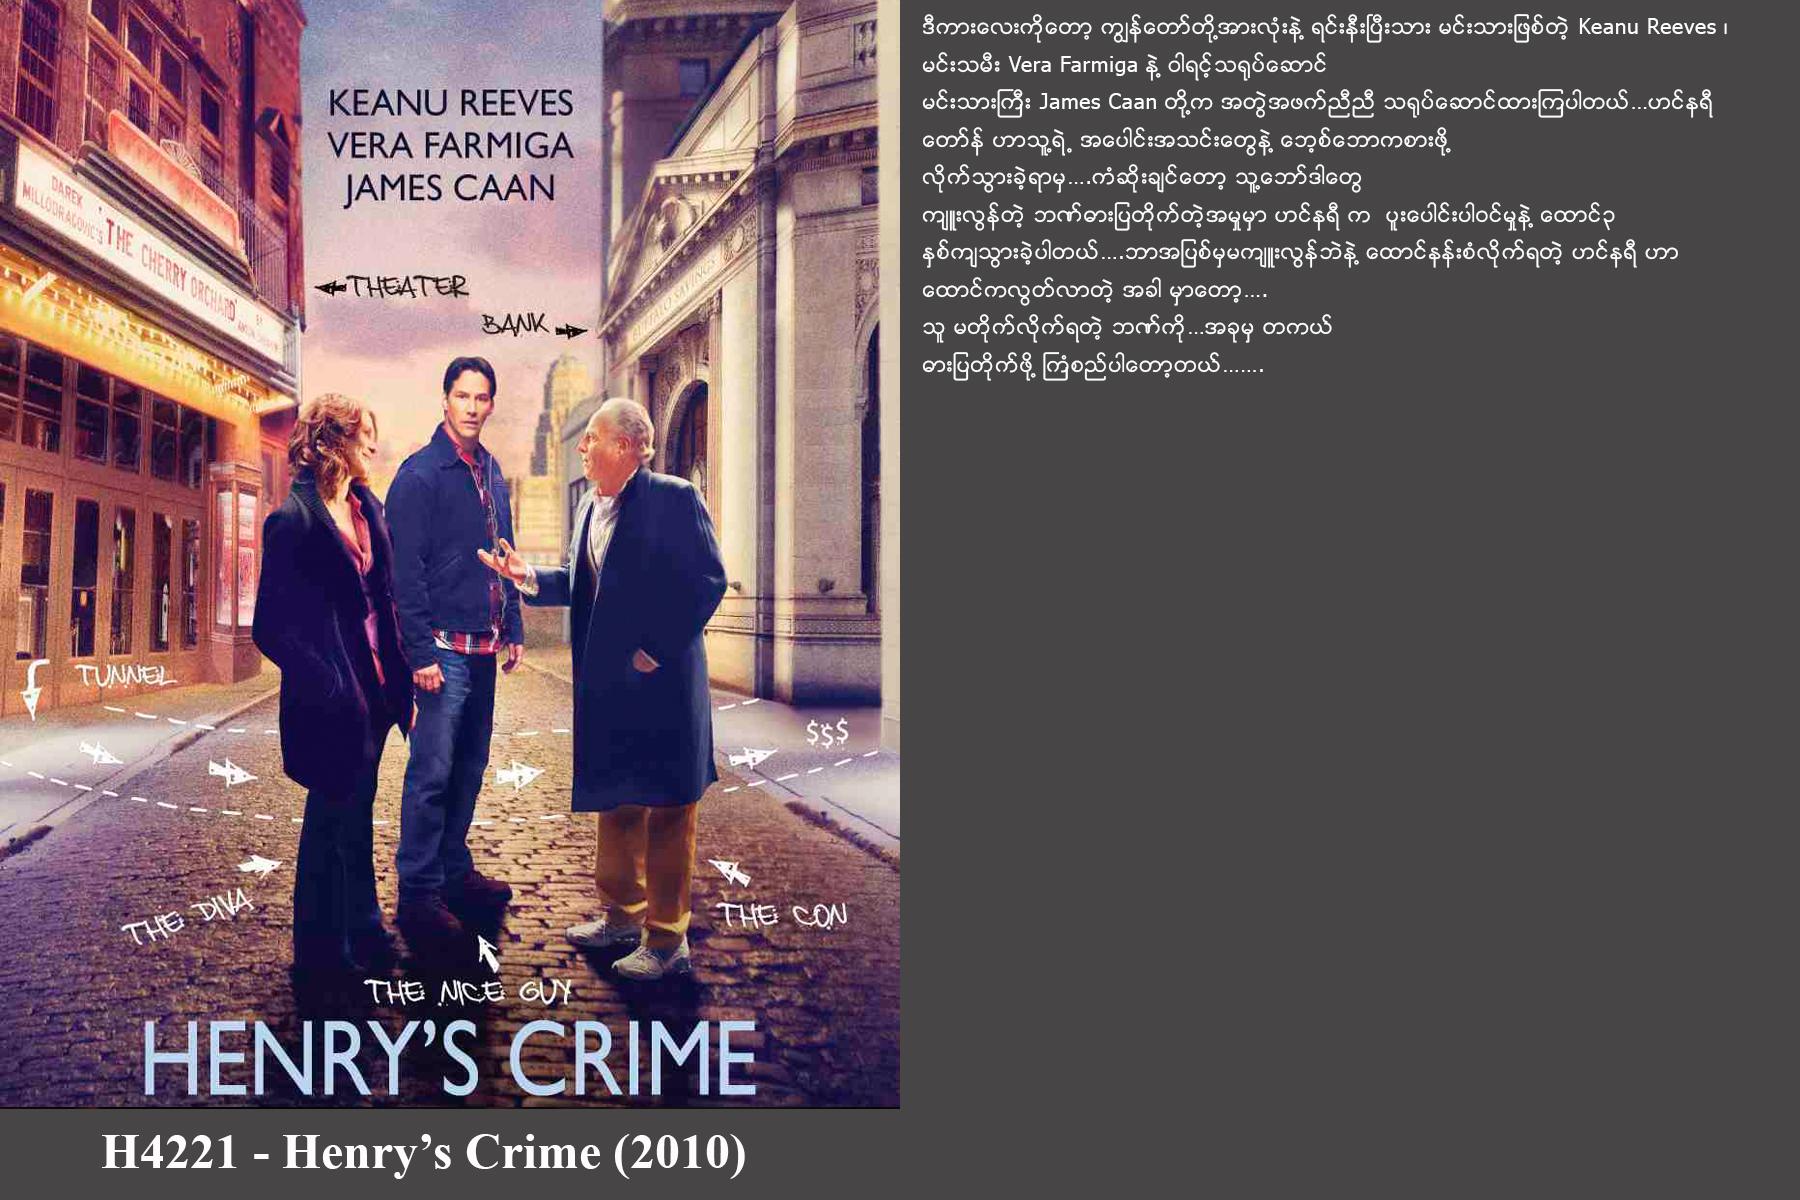 KEANU REEVES
VERA FARMIGA
JAMES CAAN
DAREK
MILLODRAGOVIC'S
'THE CHERRY ORCHARD'
BY
BUFFALO SAVINGS
THEATER
BANK
TUNNEL
$$$
THE DIVA
THE CON
THE NICE GUY
HENRY'S CRIME
H4221 - Henry's Crime (2010)
ဒီကားလေးကိုတော့ ကျွန်တော်တို့အားလုံးနဲ့ ရင်းနီးပြီးသား မင်းသားဖြစ်တဲ့ Keanu Reeves ၊
မင်းသမီး Vera Farmiga နဲ့ ဝါရင့်သရုပ်ဆောင်
မင်းသားကြီး James Caan တို့က အတွဲအဖက်ညီညီ သရုပ်ဆောင်ထားကြပါတယ်...ဟင်နရီ
တော်န် ဟာသူ့ရဲ့ အပေါင်းအသင်းတွေနဲ့ ဘေ့စ်ဘောကစားဖို့
လိုက်သွားခဲ့ရာမှ....ကံဆိုးချင်တော့ သူ့ဘော်ဒါတွေ
ကျူးလွန်တဲ့ ဘဏ်ဓားပြတိုက်တဲ့အမှုမှာ ဟင်နရီ က  ပူးပေါင်းပါဝင်မှုနဲ့ ထောင်၃
နှစ်ကျသွားခဲ့ပါတယ်....ဘာအပြစ်မှမကျူးလွန်ဘဲနဲ့ ထောင်နန်းစံလိုက်ရတဲ့ ဟင်နရီ ဟာ
ထောင်ကလွတ်လာတဲ့ အခါ မှာတော့....
သူ မတိုက်လိုက်ရတဲ့ ဘဏ်ကို...အခုမှ တကယ်
ဓားပြတိုက်ဖို့ ကြံစည်ပါတော့တယ်.......